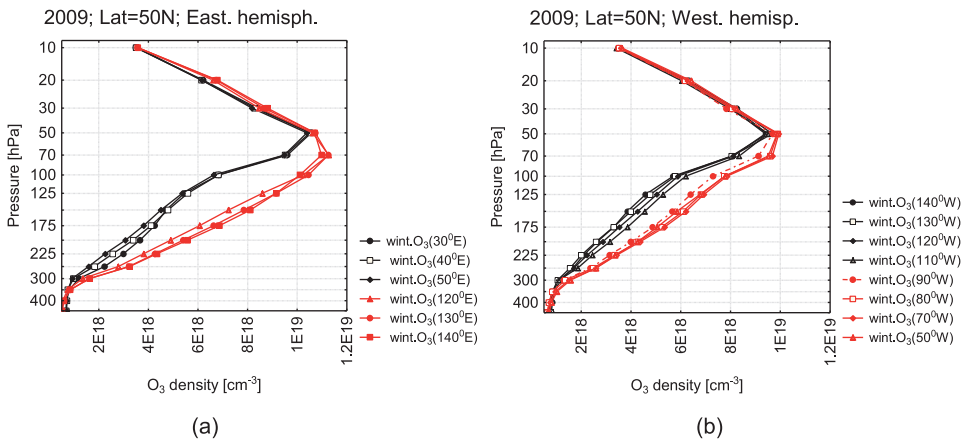 2009; Lat=50N; East. hemisph.
10
20
30
50
70
100
125
175
225
300
400
Pressure [hPa]
2E18
4E18
6E18
8E18
1E19
1.2E19
O₃ density [cm⁻³]
wint.O₃(30⁰E)
wint.O₃(40⁰E)
wint.O₃(50⁰E)
wint.O₃(120⁰E)
wint.O₃(130⁰E)
wint.O₃(140⁰E)
(a)
2009; Lat=50N; West. hemisp.
10
20
30
50
70
100
125
175
225
300
400
Pressure [hPa]
2E18
4E18
6E18
8E18
1E19
1.2E19
O₃ density [cm⁻³]
wint.O₃(140⁰W)
wint.O₃(130⁰W)
wint.O₃(120⁰W)
wint.O₃(110⁰W)
wint.O₃(90⁰W)
wint.O₃(80⁰W)
wint.O₃(70⁰W)
wint.O₃(50⁰W)
(b)